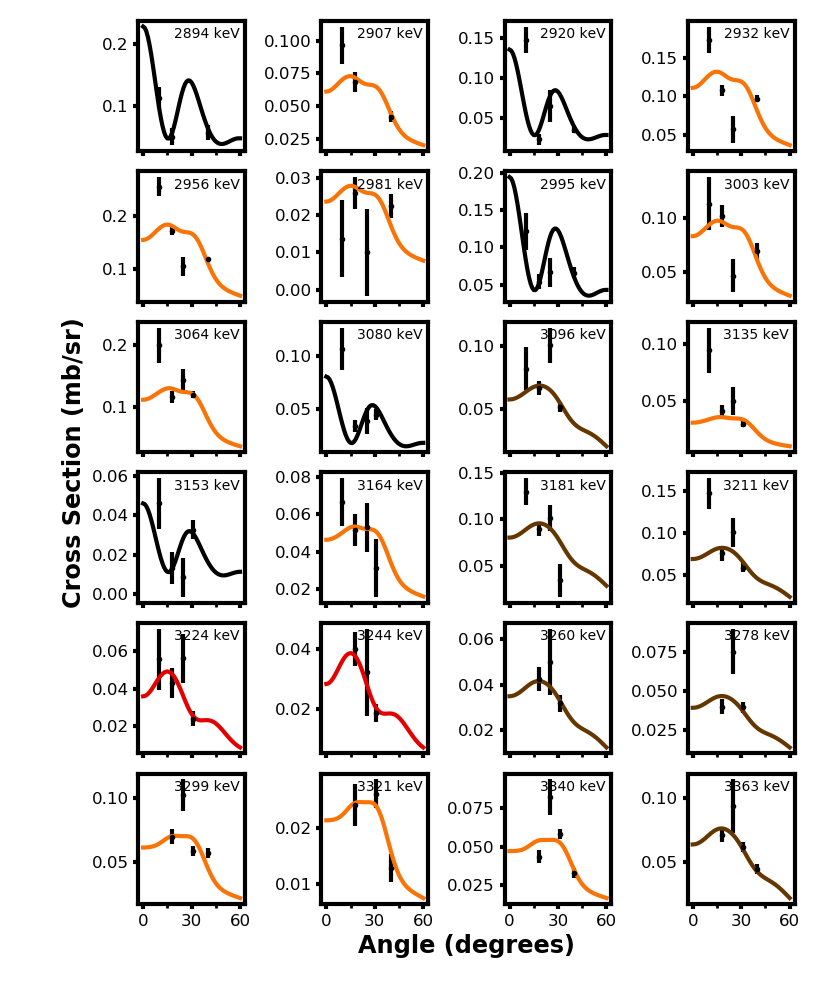 2894 keV
2907 keV
2920 keV
2932 keV
0.2
0.1
0.100
0.075
0.050
0.025
0.15
0.10
0.05
0.15
0.10
0.05
2956 keV
2981 keV
2995 keV
3003 keV
0.2
0.1
0.03
0.02
0.01
0.00
0.20
0.15
0.10
0.05
0.10
0.05
3064 keV
3080 keV
3096 keV
3135 keV
0.2
0.1
0.10
0.05
0.10
0.05
0.10
0.05
3153 keV
3164 keV
3181 keV
3211 keV
0.06
0.04
0.02
0.00
0.08
0.06
0.04
0.02
0.15
0.10
0.05
0.15
0.10
0.05
3224 keV
3244 keV
3260 keV
3278 keV
0.06
0.04
0.02
0.04
0.02
0.06
0.04
0.02
0.075
0.050
0.025
3299 keV
3321 keV
3340 keV
3363 keV
0.10
0.05
0.02
0.01
0.075
0.050
0.025
0.10
0.05
0 30 60
0 30 60
0 30 60
0 30 60
Cross Section (mb/sr)
Angle (degrees)